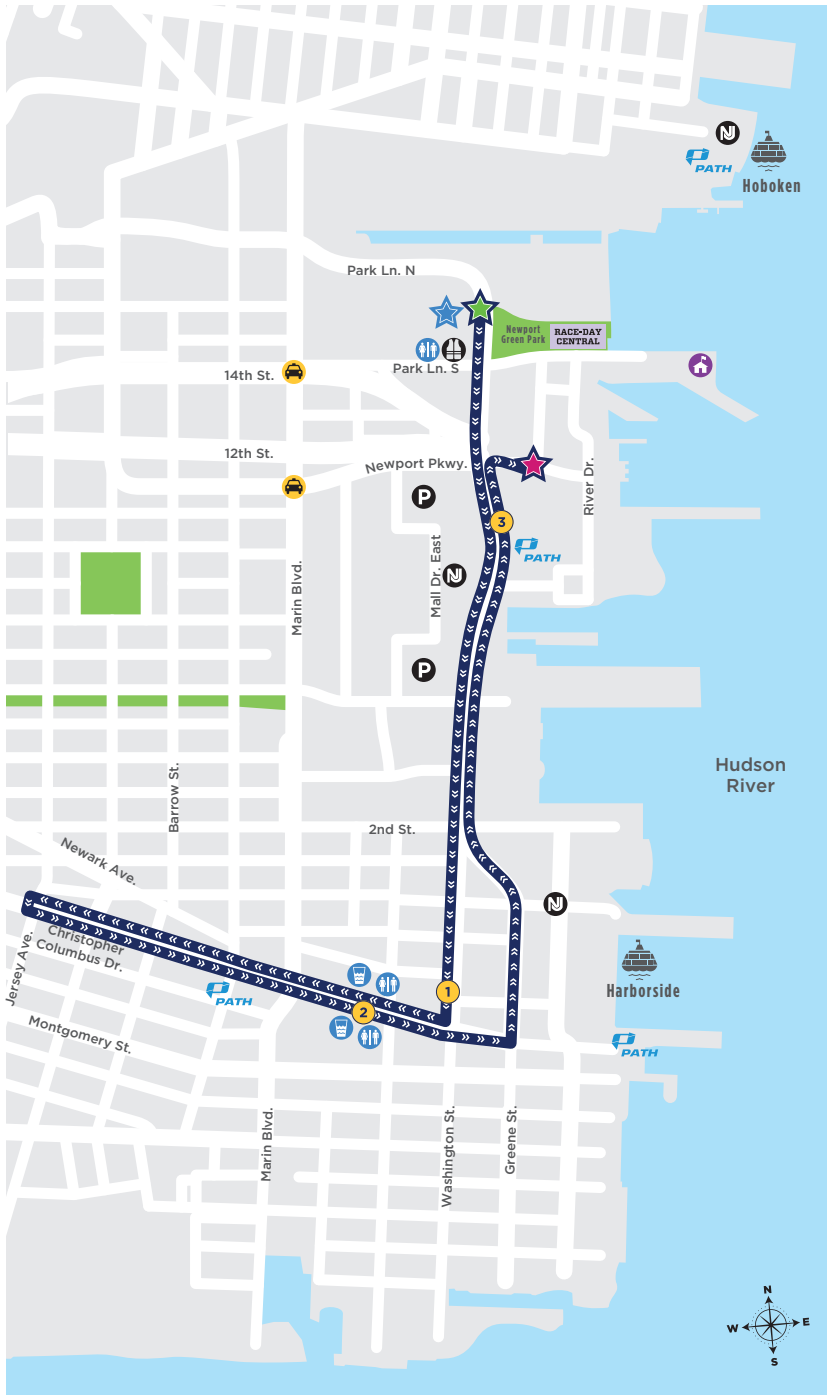 PATH
Hoboken
Park Ln. N
Newport
Green Park
RACE-DAY
CENTRAL
Park Ln. S
14th St.
12th St.
Newport Pkwy.
River Dr.
P
3
PATH
Mall Dr. East
Marin Blvd.
P
Hudson
River
Barrow St.
2nd St.
Newark Ave.
Christopher
Columbus Dr.
Jersey Ave.
PATH
1
2
Harborside
PATH
Montgomery St.
Marin Blvd.
Washington St.
Greene St.
N
W
E
S